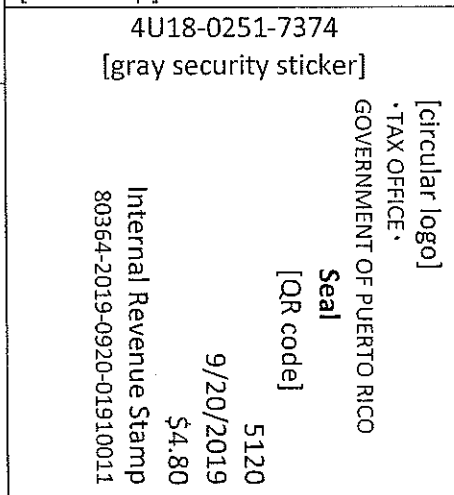 4U18-0251-7374
[gray security sticker]
[circular logo]
·TAX OFFICE·
GOVERNMENT OF PUERTO RICO
Seal
[QR code]
5120
9/20/2019
$4.80
Internal Revenue Stamp
80364-2019-0920-01910011